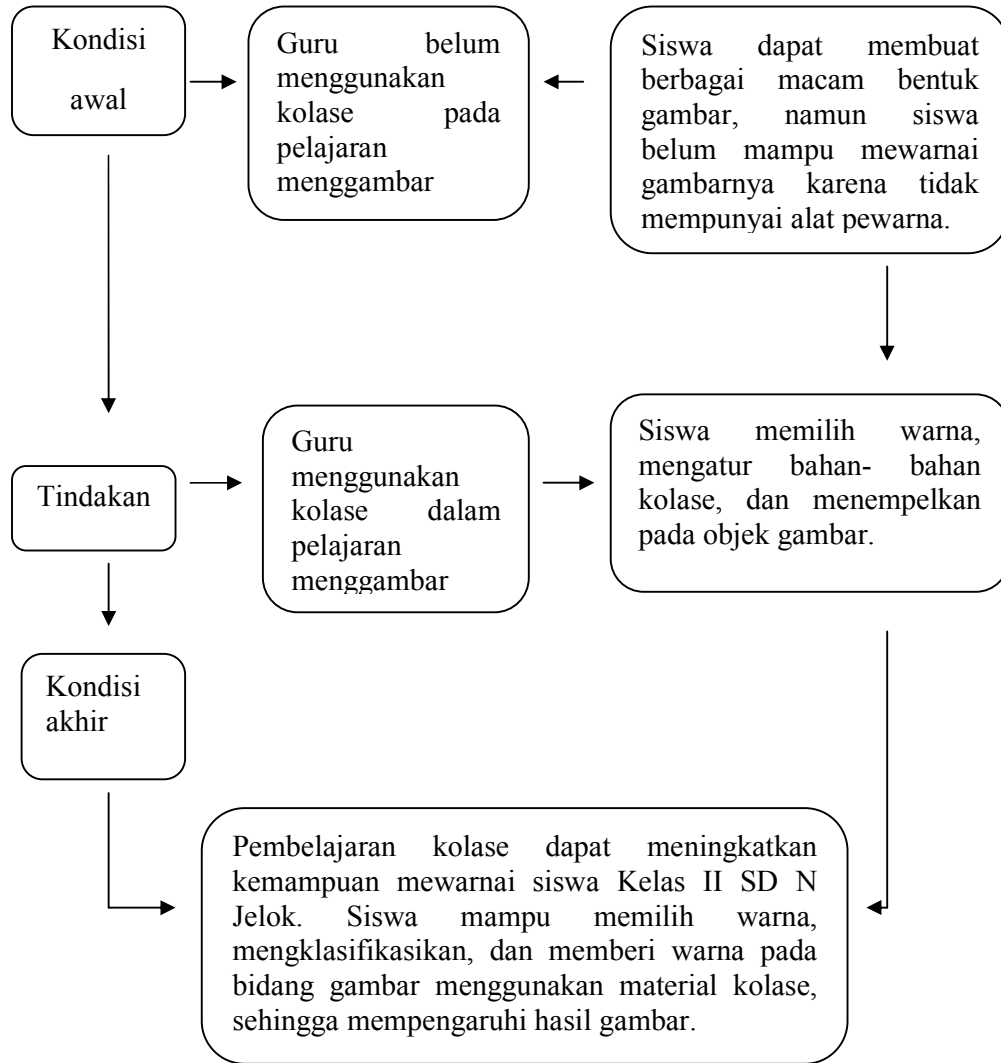 Kondisi
awal
Guru belum
menggunakan
kolase pada
pelajaran
menggambar
Siswa dapat membuat
berbagai macam bentuk
gambar, namun siswa
belum mampu mewarnai
gambarnya karena tidak
mempunyai alat pewarna.
Tindakan
Guru
menggunakan
kolase dalam
pelajaran
menggambar
Siswa memilih warna,
mengatur bahan- bahan
kolase, dan menempelkan
pada objek gambar.
Kondisi
akhir
Pembelajaran kolase dapat meningkatkan
kemampuan mewarnai siswa Kelas II SD N
Jelok. Siswa mampu memilih warna,
mengklasifikasikan, dan memberi warna pada
bidang gambar menggunakan material kolase,
sehingga mempengaruhi hasil gambar.